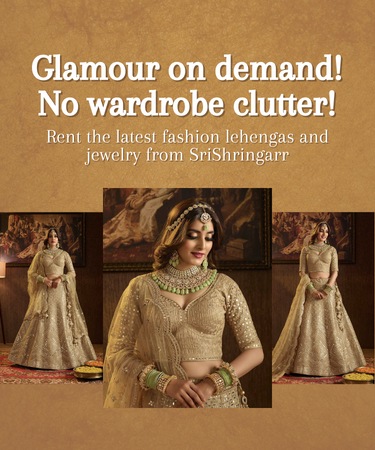 Glamour on demand!
No wardrobe clutter!
Rent the latest fashion lehengas and
jewelry from SriShringarr